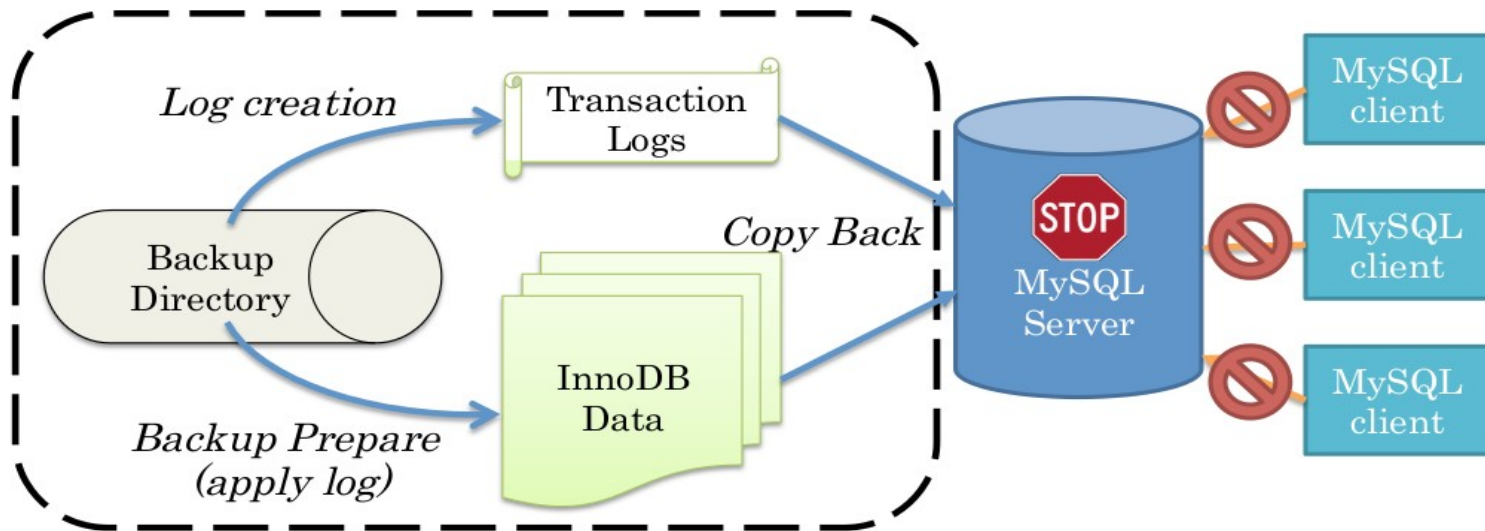 Log creation
Transaction
Logs
Backup
Directory
Copy Back
InnoDB
Data
Backup Prepare
(apply log)
STOP
MySQL
Server
MySQL
client
MySQL
client
MySQL
client